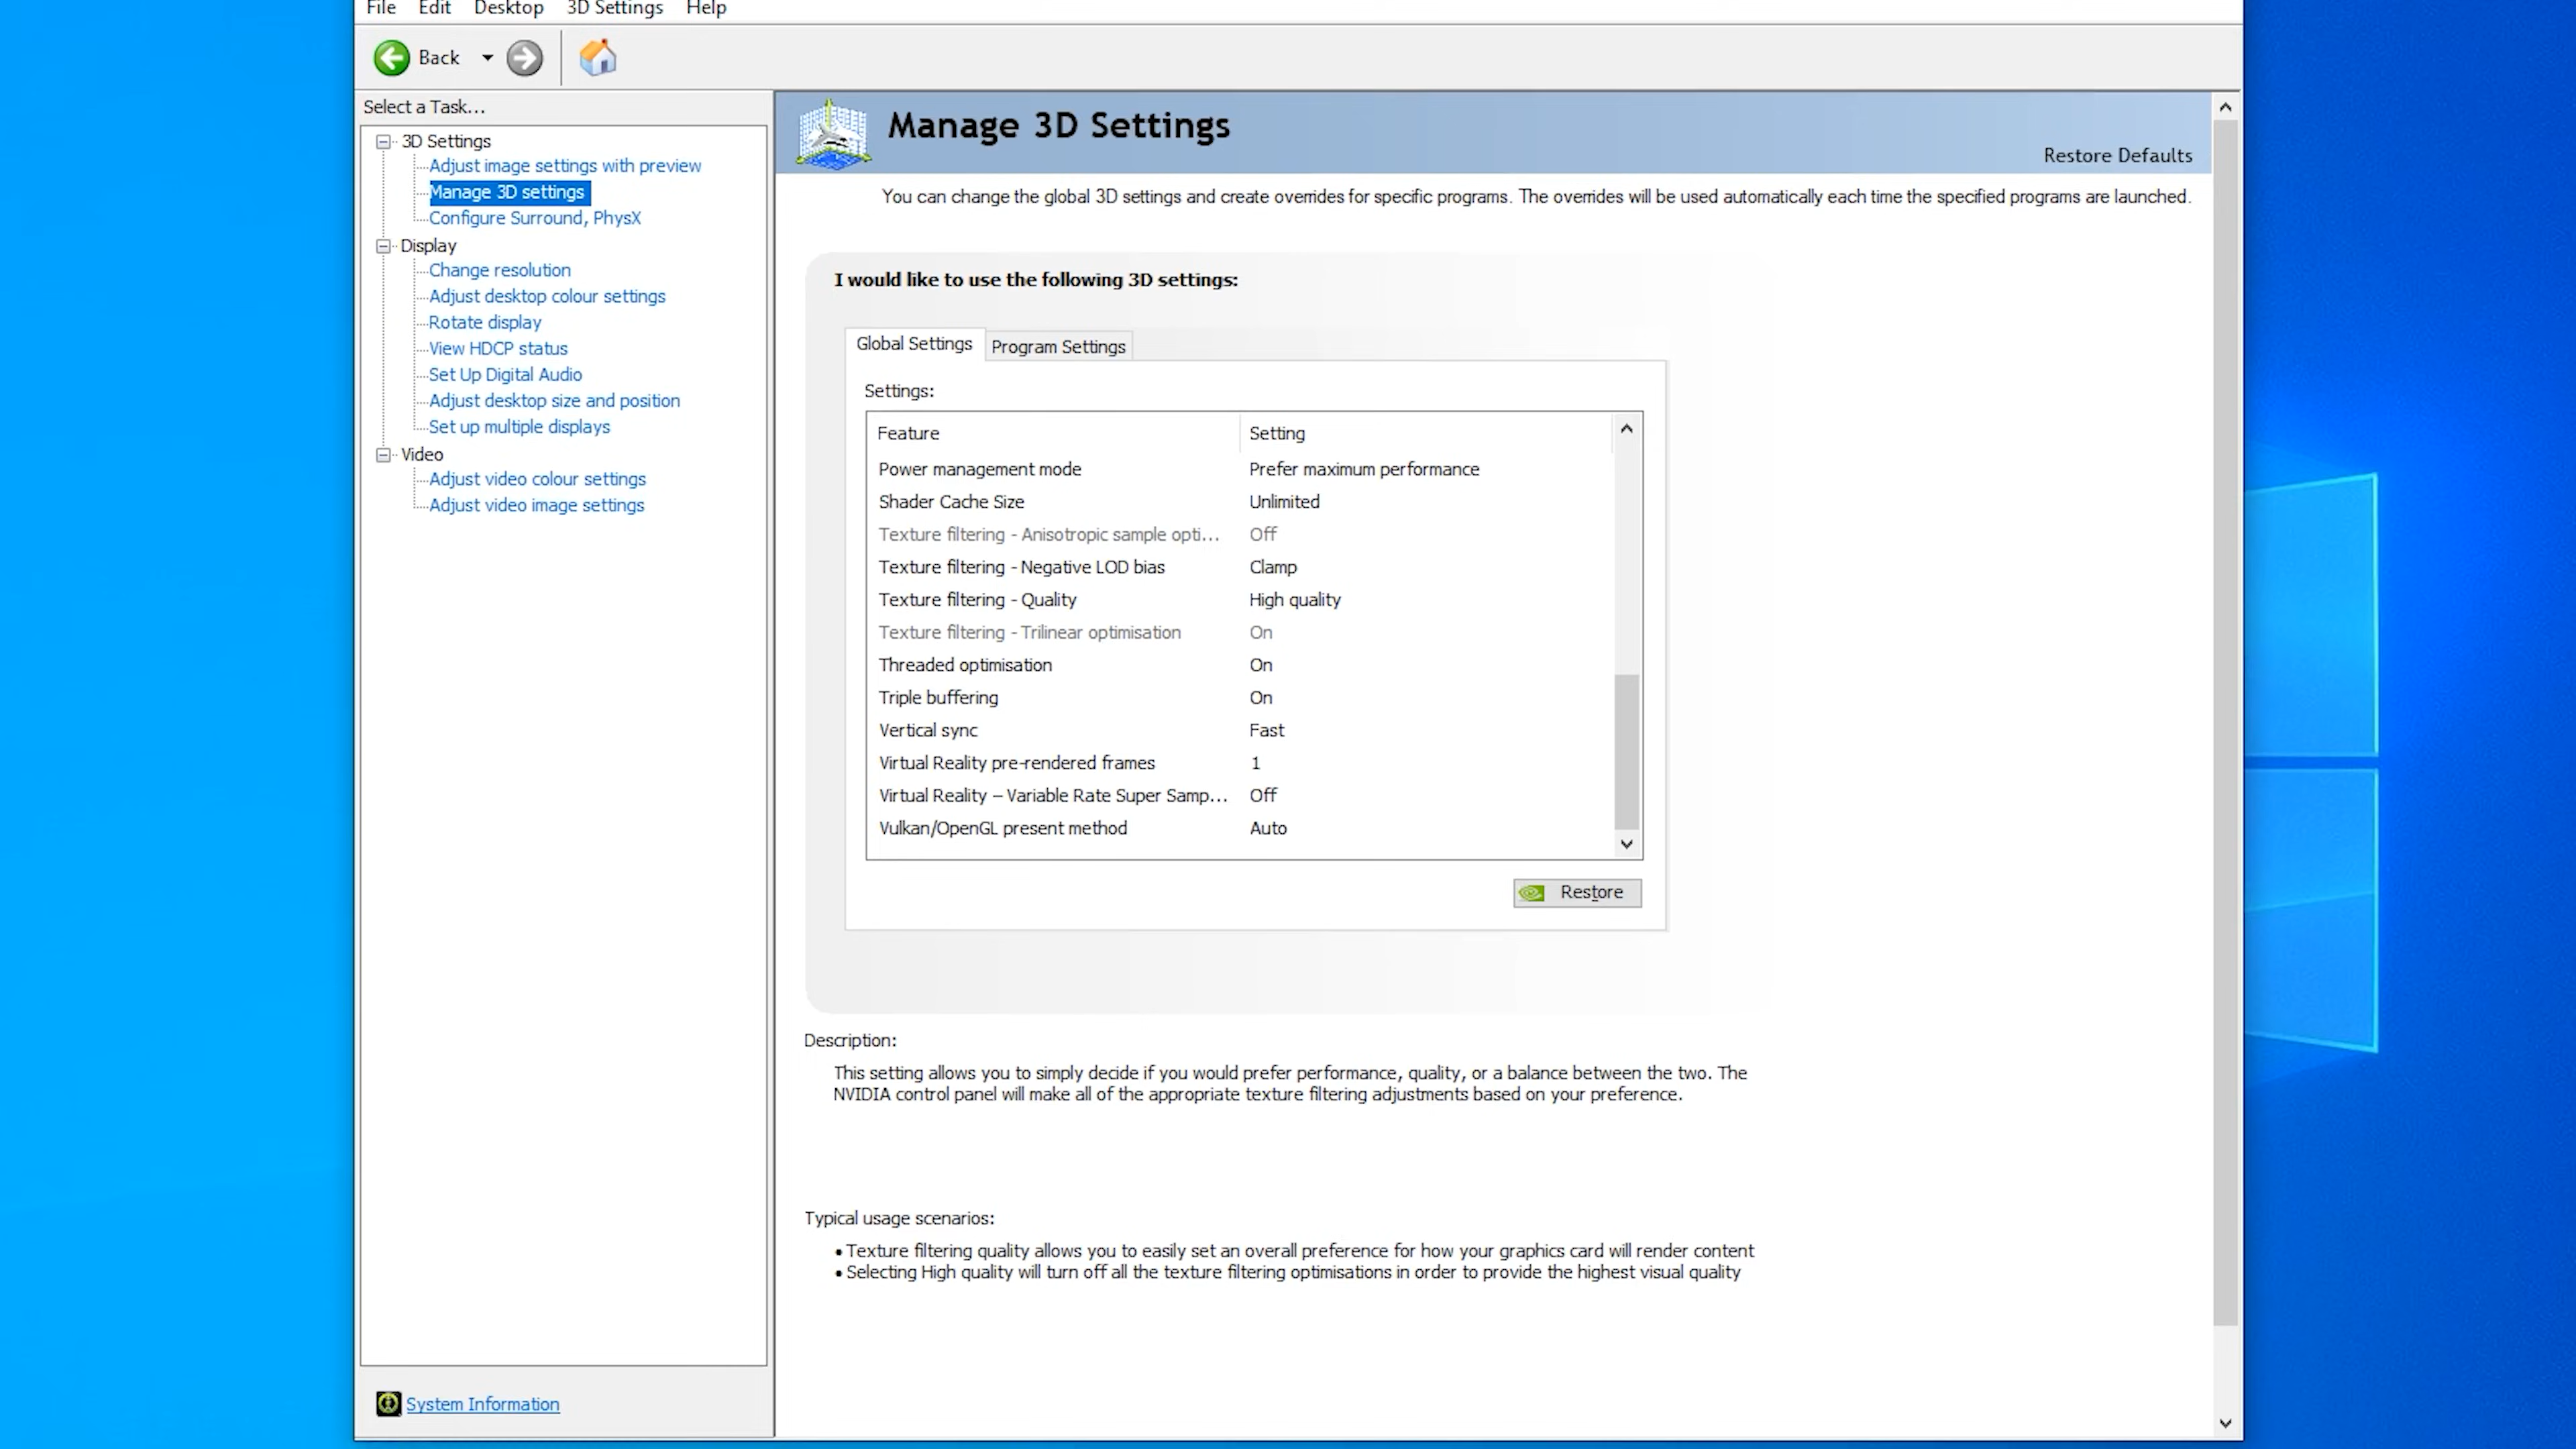 File Edit Desktop 3D Settings Help
Back
Select a Task...
3D Settings
Adjust image settings with preview
Manage 3D settings
Configure Surround, PhysX
Display
Change resolution
Adjust desktop colour settings
Rotate display
View HDCP status
Set Up Digital Audio
Adjust desktop size and position
Set up multiple displays
Video
Adjust video colour settings
Adjust video image settings
System Information
Manage 3D Settings
Restore Defaults
You can change the global 3D settings and create overrides for specific programs. The overrides will be used automatically each time the specified programs are launched.
I would like to use the following 3D settings:
Global Settings Program Settings
Settings:
Feature Setting
Power management mode Prefer maximum performance
Shader Cache Size Unlimited
Texture filtering - Anisotropic sample opti... Off
Texture filtering - Negative LOD bias Clamp
Texture filtering - Quality High quality
Texture filtering - Trilinear optimisation On
Threaded optimisation On
Triple buffering On
Vertical sync Fast
Virtual Reality pre-rendered frames 1
Virtual Reality – Variable Rate Super Samp... Off
Vulkan/OpenGL present method Auto
Restore
Description:
This setting allows you to simply decide if you would prefer performance, quality, or a balance between the two. The
NVIDIA control panel will make all of the appropriate texture filtering adjustments based on your preference.
Typical usage scenarios:
• Texture filtering quality allows you to easily set an overall preference for how your graphics card will render content
• Selecting High quality will turn off all the texture filtering optimisations in order to provide the highest visual quality